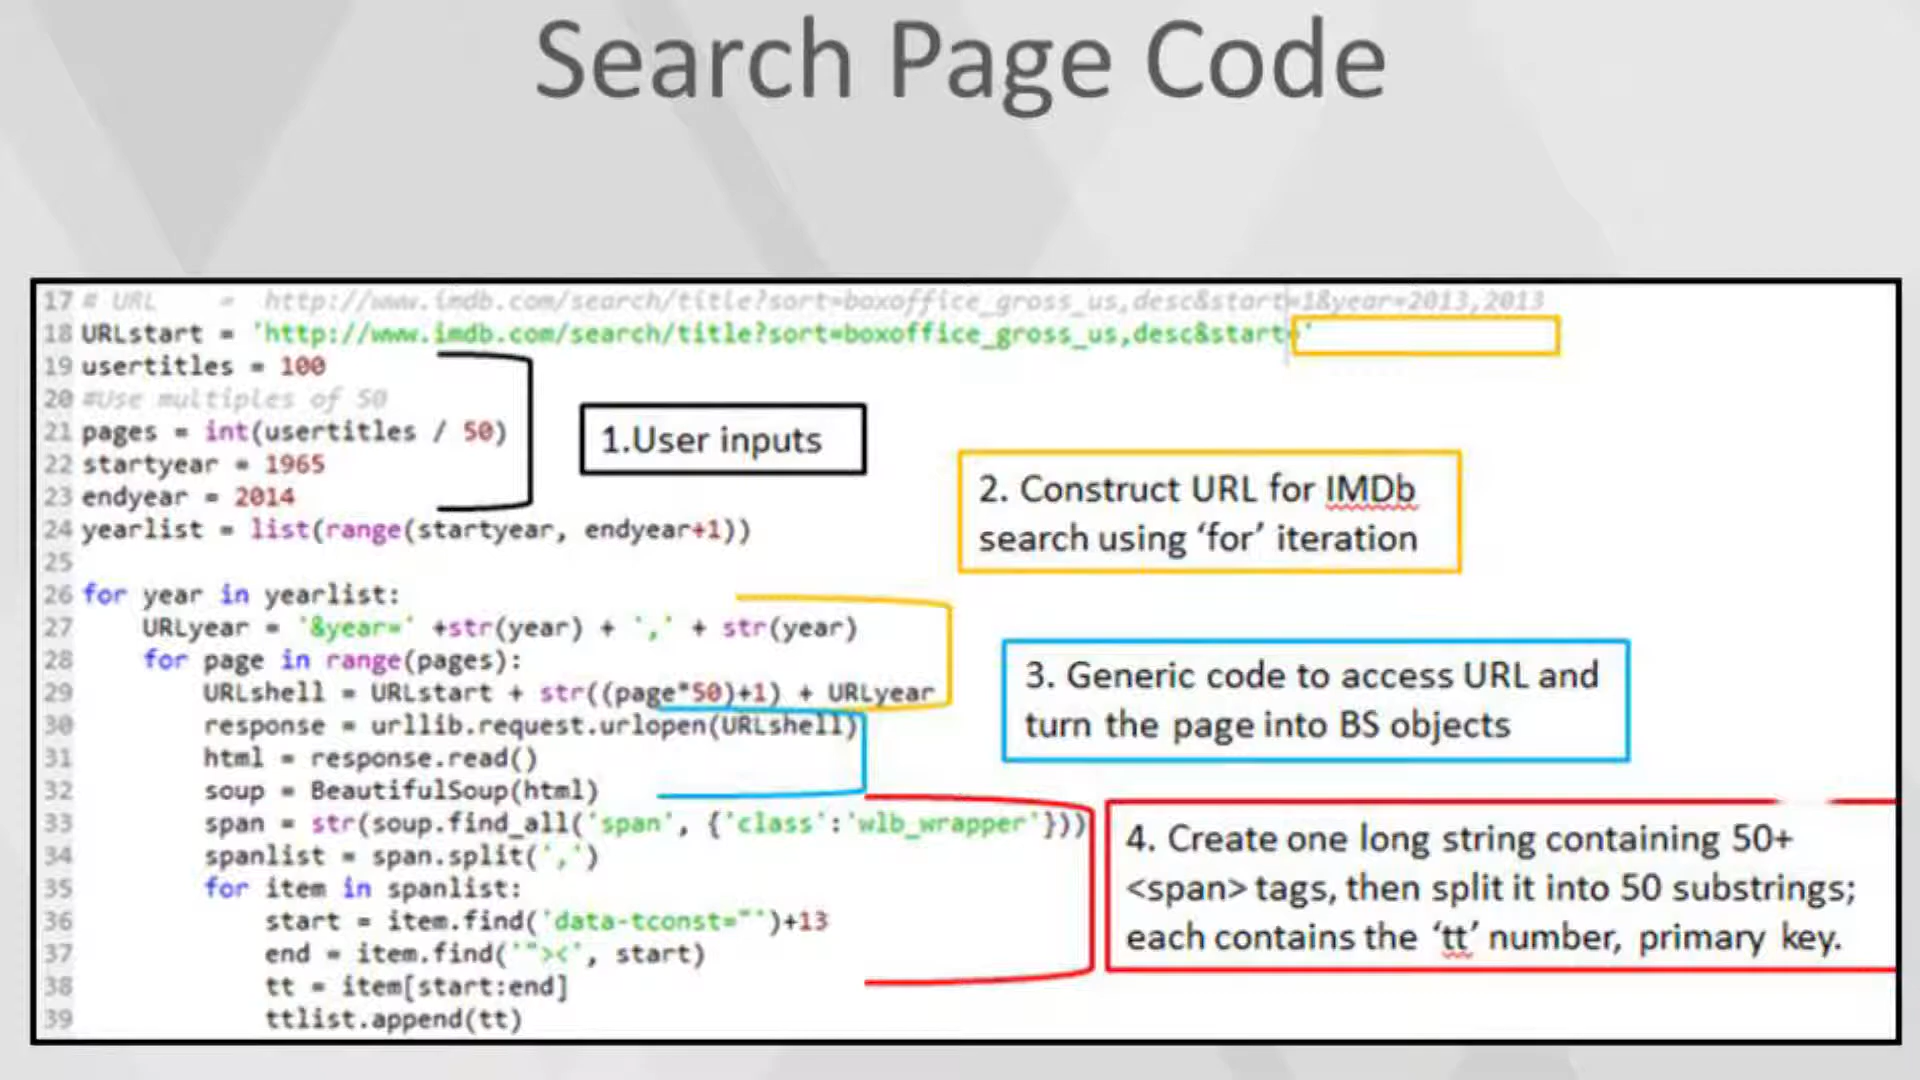 Search Page Code
17 # URL    =  http://www.imdb.com/search/title?sort=boxoffice_gross_us,desc&start=1&year=2013,2013
18 URLstart = 'http://www.imdb.com/search/title?sort=boxoffice_gross_us,desc&start='
19 usertitles = 100
20 #Use multiples of 50
21 pages = int(usertitles / 50)
22 startyear = 1965
23 endyear = 2014
24 yearlist = list(range(startyear, endyear+1))
25
26 for year in yearlist:
27     URLyear = '&year=' +str(year) + ',' + str(year)
28     for page in range(pages):
29         URLshell = URLstart + str((page*50)+1) + URLyear
30         response = urllib.request.urlopen(URLshell)
31         html = response.read()
32         soup = BeautifulSoup(html)
33         span = str(soup.find_all('span', {'class':'wlb_wrapper'}))
34         spanlist = span.split(',')
35         for item in spanlist:
36             start = item.find('data-tconst="')+13
37             end = item.find('"><', start)
38             tt = item[start:end]
39             ttlist.append(tt)
1.User inputs
2. Construct URL for IMDb
search using ‘for’ iteration
3. Generic code to access URL and
turn the page into BS objects
4. Create one long string containing 50+
<span> tags, then split it into 50 substrings;
each contains the ‘tt’ number, primary key.